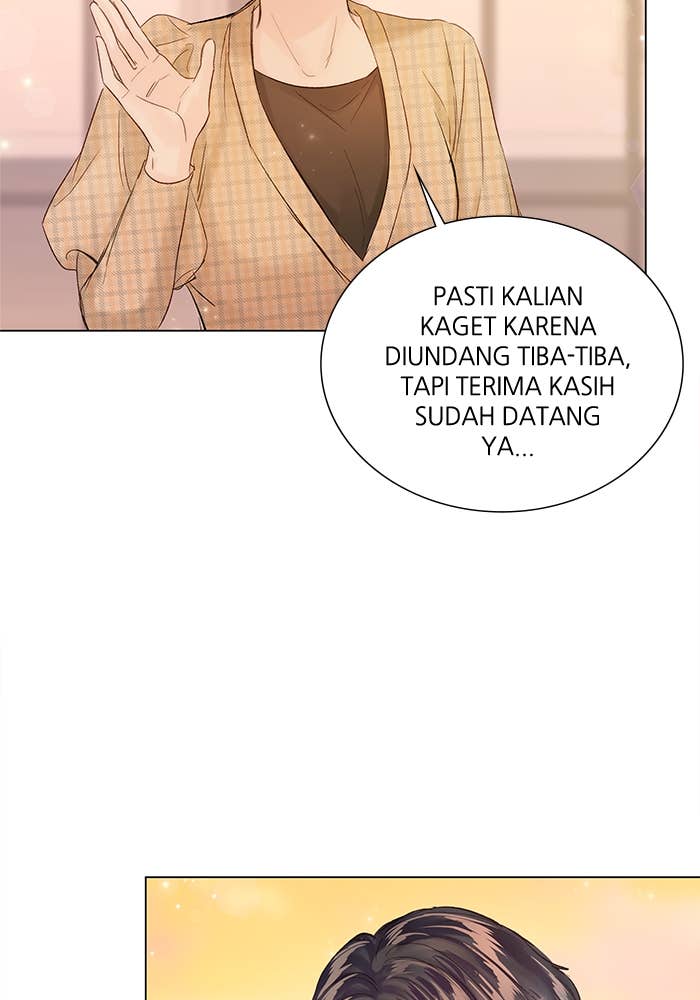 PASTI KALIAN
KAGET KARENA
DIUNDANG TIBA-TIBA,
TAPI TERIMA KASIH
SUDAH DATANG
YA...